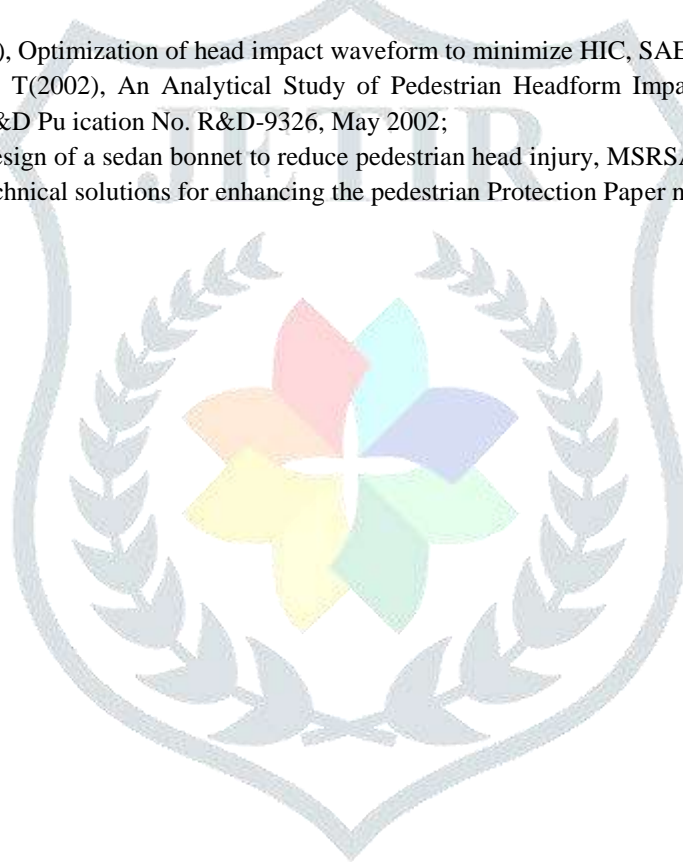 ), Optimization of head impact waveform to minimize HIC, SAE
T(2002), An Analytical Study of Pedestrian Headform Impa
&D Pu ication No. R&D-9326, May 2002;
esign of a sedan bonnet to reduce pedestrian head injury, MSRSA
chnical solutions for enhancing the pedestrian Protection Paper n
JETIR